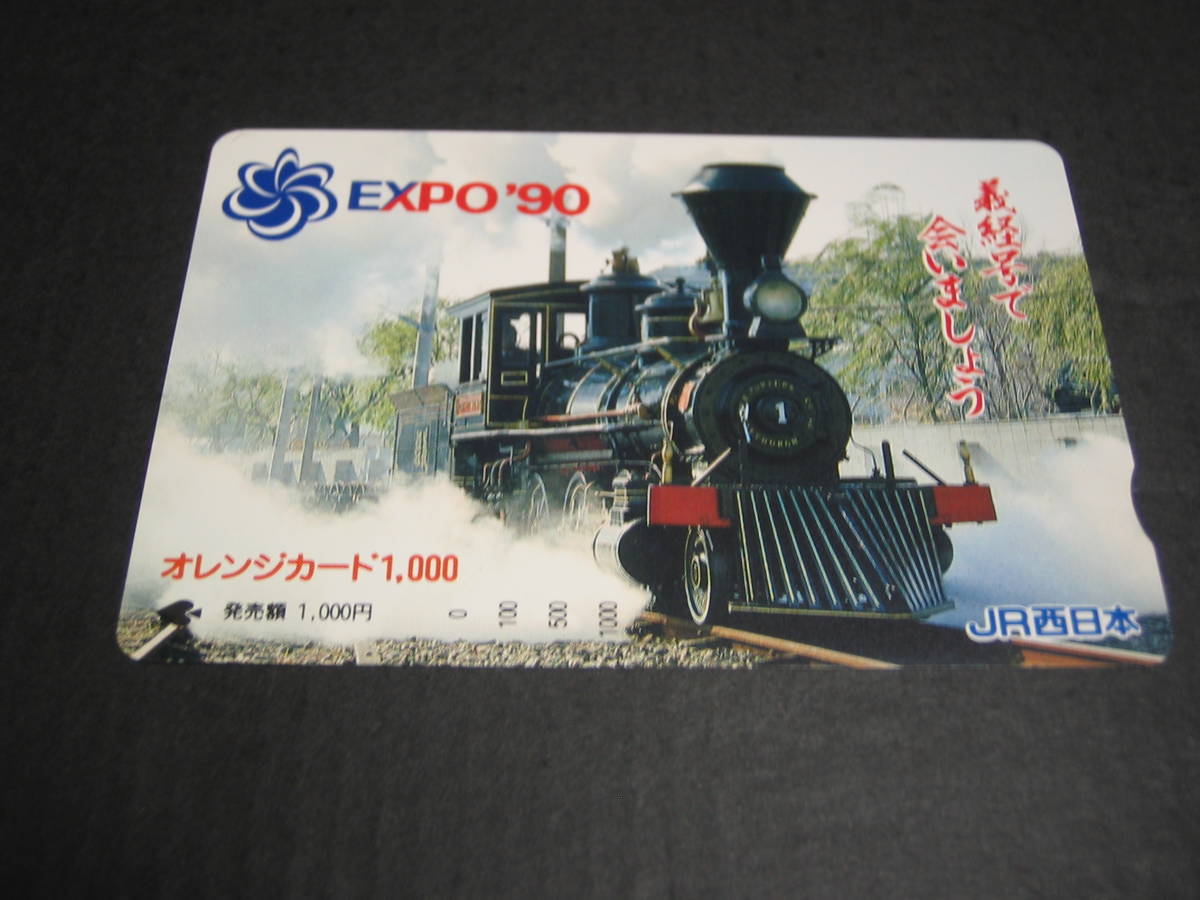 EXPO '90
義経号で
会いましょう
1
オレンジカード1,000
発売額 1,000円
0 100 500 1000
JR西日本